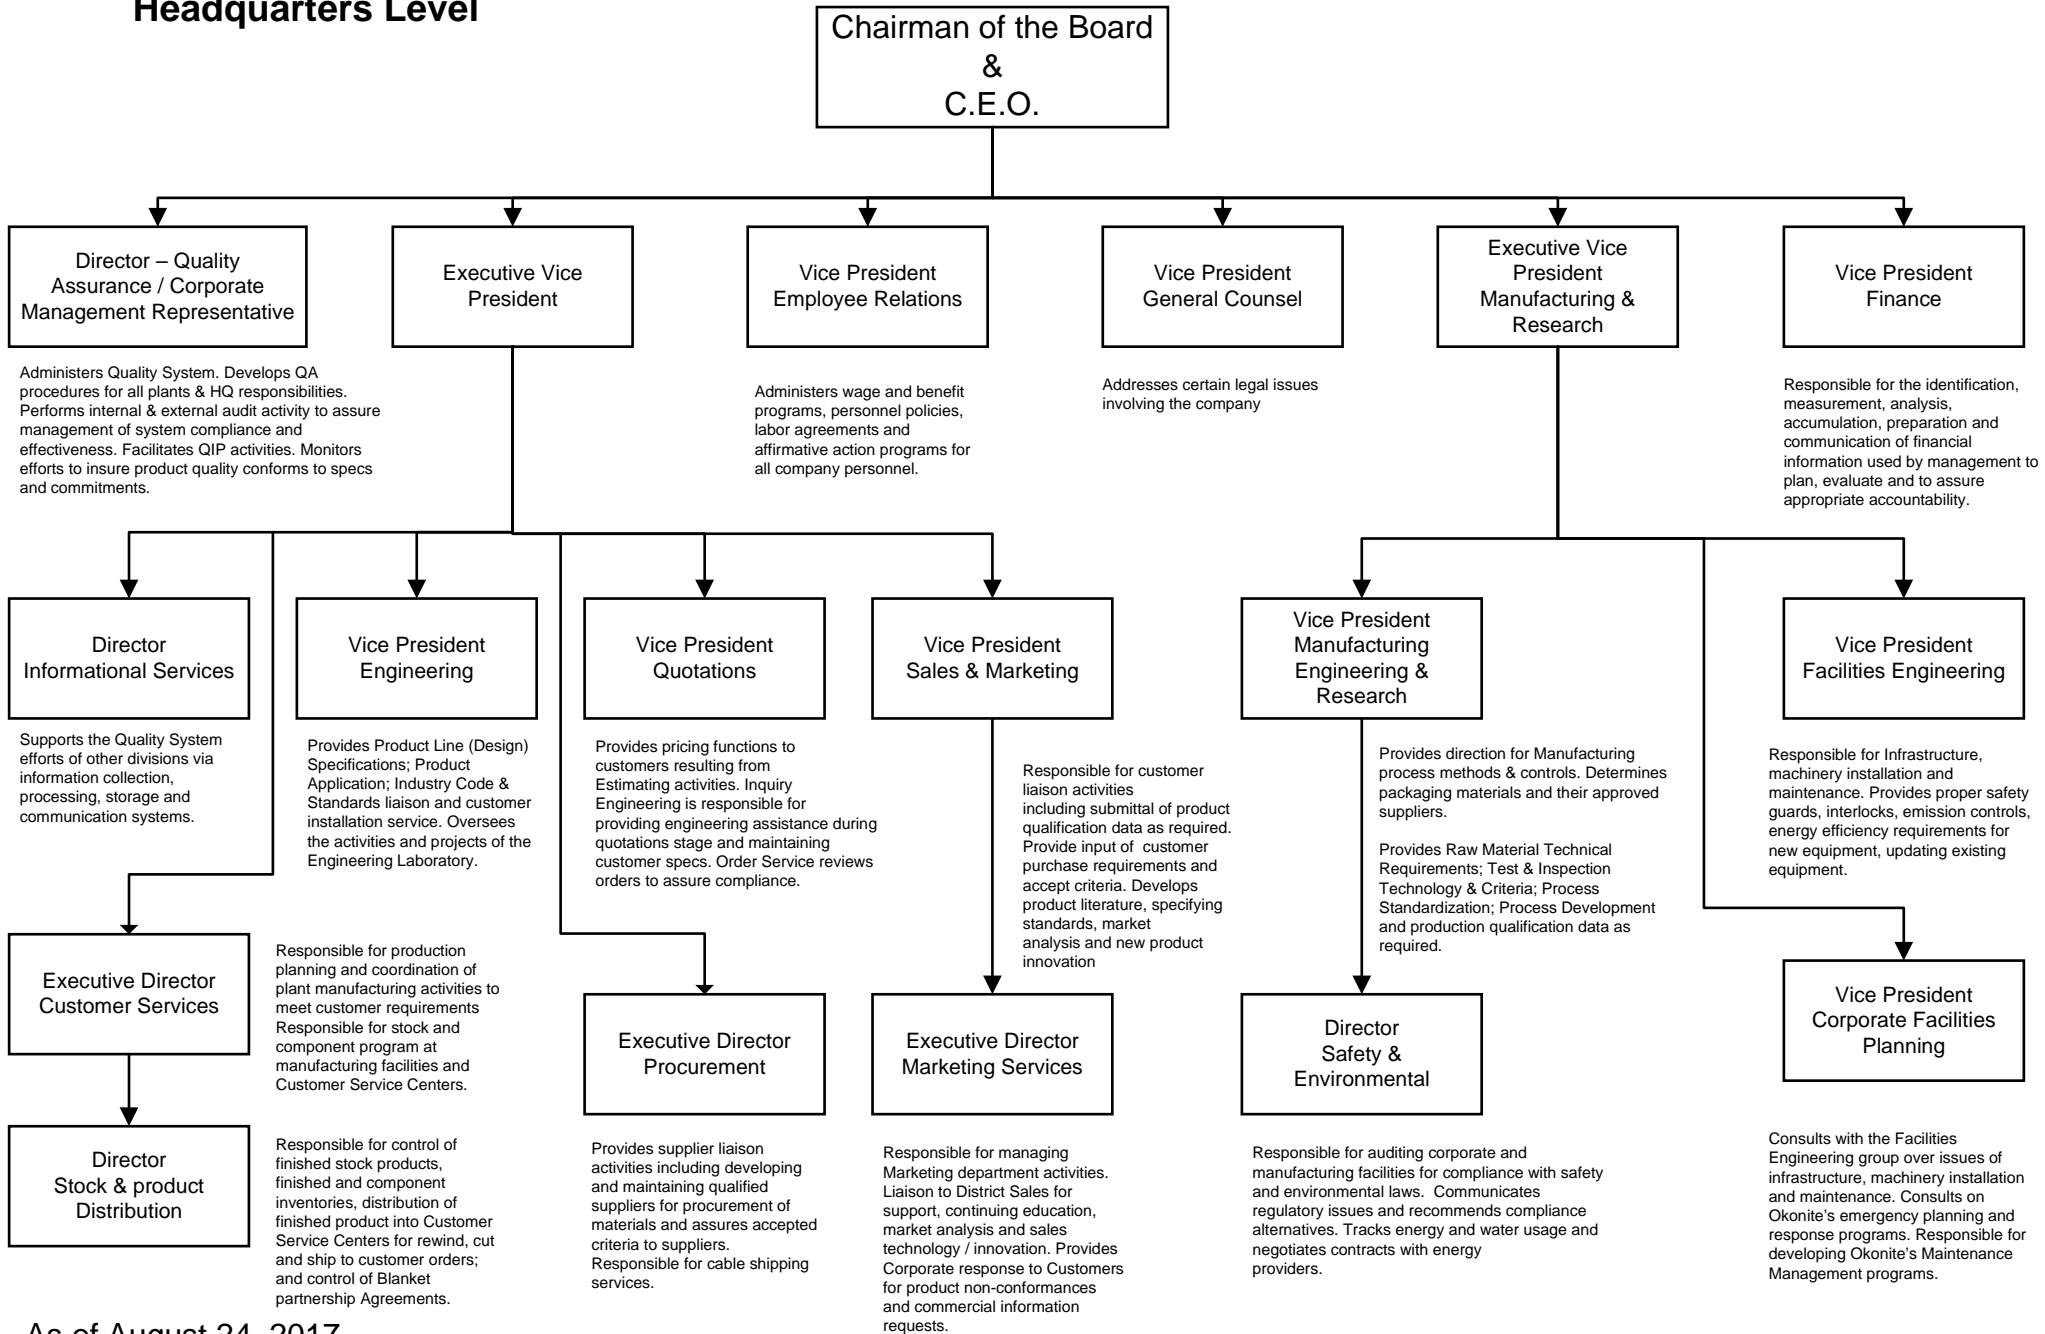 Headquarters Level
Chairman of the Board
&
C.E.O.
Director – Quality
Assurance / Corporate
Management Representative
Executive Vice
President
Vice President
Employee Relations
Vice President
General Counsel
Executive Vice
President
Manufacturing &
Research
Vice President
Finance
Administers Quality System. Develops QA
procedures for all plants & HQ responsibilities.
Performs internal & external audit activity to assure
management of system compliance and
effectiveness. Facilitates QIP activities. Monitors
efforts to insure product quality conforms to specs
and commitments.
Administers wage and benefit
programs, personnel policies,
labor agreements and
affirmative action programs for
all company personnel.
Addresses certain legal issues
involving the company
Responsible for the identification,
measurement, analysis,
accumulation, preparation and
communication of financial
information used by management to
plan, evaluate and to assure
appropriate accountability.
Director
Informational Services
Vice President
Engineering
Vice President
Quotations
Vice President
Sales & Marketing
Vice President
Manufacturing
Engineering &
Research
Vice President
Facilities Engineering
Supports the Quality System
efforts of other divisions via
information collection,
processing, storage and
communication systems.
Provides Product Line (Design)
Specifications; Product
Application; Industry Code &
Standards liaison and customer
installation service. Oversees
the activities and projects of the
Engineering Laboratory.
Provides pricing functions to
customers resulting from
Estimating activities. Inquiry
Engineering is responsible for
providing engineering assistance during
quotations stage and maintaining
customer specs. Order Service reviews
orders to assure compliance.
Responsible for customer
liaison activities
including submittal of product
qualification data as required.
Provide input of customer
purchase requirements and
accept criteria. Develops
product literature, specifying
standards, market
analysis and new product
innovation
Provides direction for Manufacturing
process methods & controls. Determines
packaging materials and their approved
suppliers.
Provides Raw Material Technical
Requirements; Test & Inspection
Technology & Criteria; Process
Standardization; Process Development
and production qualification data as
required.
Responsible for Infrastructure,
machinery installation and
maintenance. Provides proper safety
guards, interlocks, emission controls,
energy efficiency requirements for
new equipment, updating existing
equipment.
Executive Director
Customer Services
Responsible for production
planning and coordination of
plant manufacturing activities to
meet customer requirements
Responsible for stock and
component program at
manufacturing facilities and
Customer Service Centers.
Executive Director
Procurement
Executive Director
Marketing Services
Director
Safety &
Environmental
Vice President
Corporate Facilities
Planning
Director
Stock & product
Distribution
Responsible for control of
finished stock products,
finished and component
inventories, distribution of
finished product into Customer
Service Centers for rewind, cut
and ship to customer orders;
and control of Blanket
partnership Agreements.
Provides supplier liaison
activities including developing
and maintaining qualified
suppliers for procurement of
materials and assures accepted
criteria to suppliers.
Responsible for cable shipping
services.
Responsible for managing
Marketing department activities.
Liaison to District Sales for
support, continuing education,
market analysis and sales
technology / innovation. Provides
Corporate response to Customers
for product non-conformances
and commercial information
requests.
Responsible for auditing corporate and
manufacturing facilities for compliance with safety
and environmental laws. Communicates
regulatory issues and recommends compliance
alternatives. Tracks energy and water usage and
negotiates contracts with energy
providers.
Consults with the Facilities
Engineering group over issues of
infrastructure, machinery installation
and maintenance. Consults on
Okonite's emergency planning and
response programs. Responsible for
developing Okonite's Maintenance
Management programs.
As of August 24, 2017